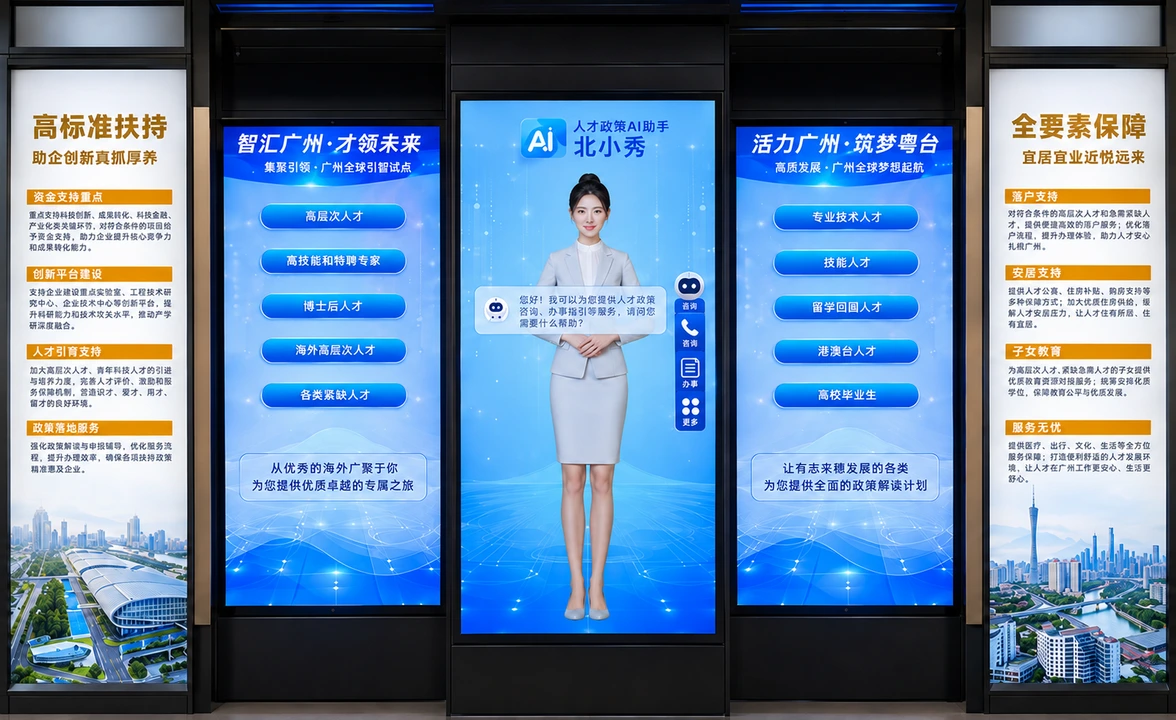 高标准扶持
助企创新真抓厚养
资金支持重点
重点支持科技创新、成果转化、科技金融、
产业化类关键环节，对符合条件的项目给
予资金支持，助力企业提升核心竞争力
和成果转化能力。
创新平台建设
支持企业建设重点实验室、工程技术研
究中心、企业技术中心等创新平台，提
升科研能力和技术攻关水平，推动产学
研深度融合。
人才引育支持
加大高层次人才、青年科技人才的引进
与培养力度，完善人才评价、激励和服
务保障机制，营造识才、爱才、用才、
留才的良好环境。
政策落地服务
强化政策解读与申报辅导，优化服务流
程，提升办理效率，确保各项扶持政策
精准惠及企业。
智汇广州·才领未来
集聚引领·广州全球引智试点
高层次人才
高技能和特聘专家
博士后人才
海外高层次人才
各类紧缺人才
从优秀的海外广聚于你
为您提供优质卓越的专属之旅
AI
人才政策AI助手
北小秀
您好！我可以为您提供人才政策
咨询、办事指引等服务，请问您
需要什么帮助？
咨询
咨询
办事
更多
活力广州·筑梦粤台
高质发展·广州全球梦想起航
专业技术人才
技能人才
留学回国人才
港澳台人才
高校毕业生
让有志来穗发展的各类
为您提供全面的政策解读计划
全要素保障
宜居宜业近悦远来
落户支持
对符合条件的高层次人才和急需紧缺人
才，提供便捷高效的落户服务；优化落
户流程，提升办理体验，助力人才安心
扎根广州。
安居支持
提供人才公寓、住房补贴、购房支持等
多种保障方式；加大优质住房供给，缓
解人才安居压力，让人才住有所居、住
有宜居。
子女教育
为高层次人才、紧缺急需人才的子女提供
优质教育资源对接服务；统筹安排优质
学位，保障教育公平与优质发展。
服务无忧
提供医疗、出行、文化、生活等全方位
服务保障；打造便利舒适的人才发展环
境，让人才在广州工作更安心、生活更
舒心。